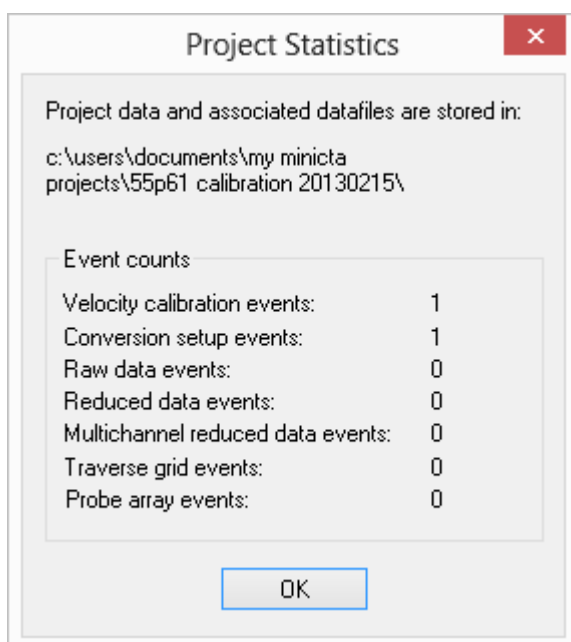 Project Statistics
Project data and associated datafiles are stored in:
c:\users\documents\my minicta
projects\55p61 calibration 20130215\
Event counts
Velocity calibration events: 1
Conversion setup events: 1
Raw data events: 0
Reduced data events: 0
Multichannel reduced data events: 0
Traverse grid events: 0
Probe array events: 0
OK